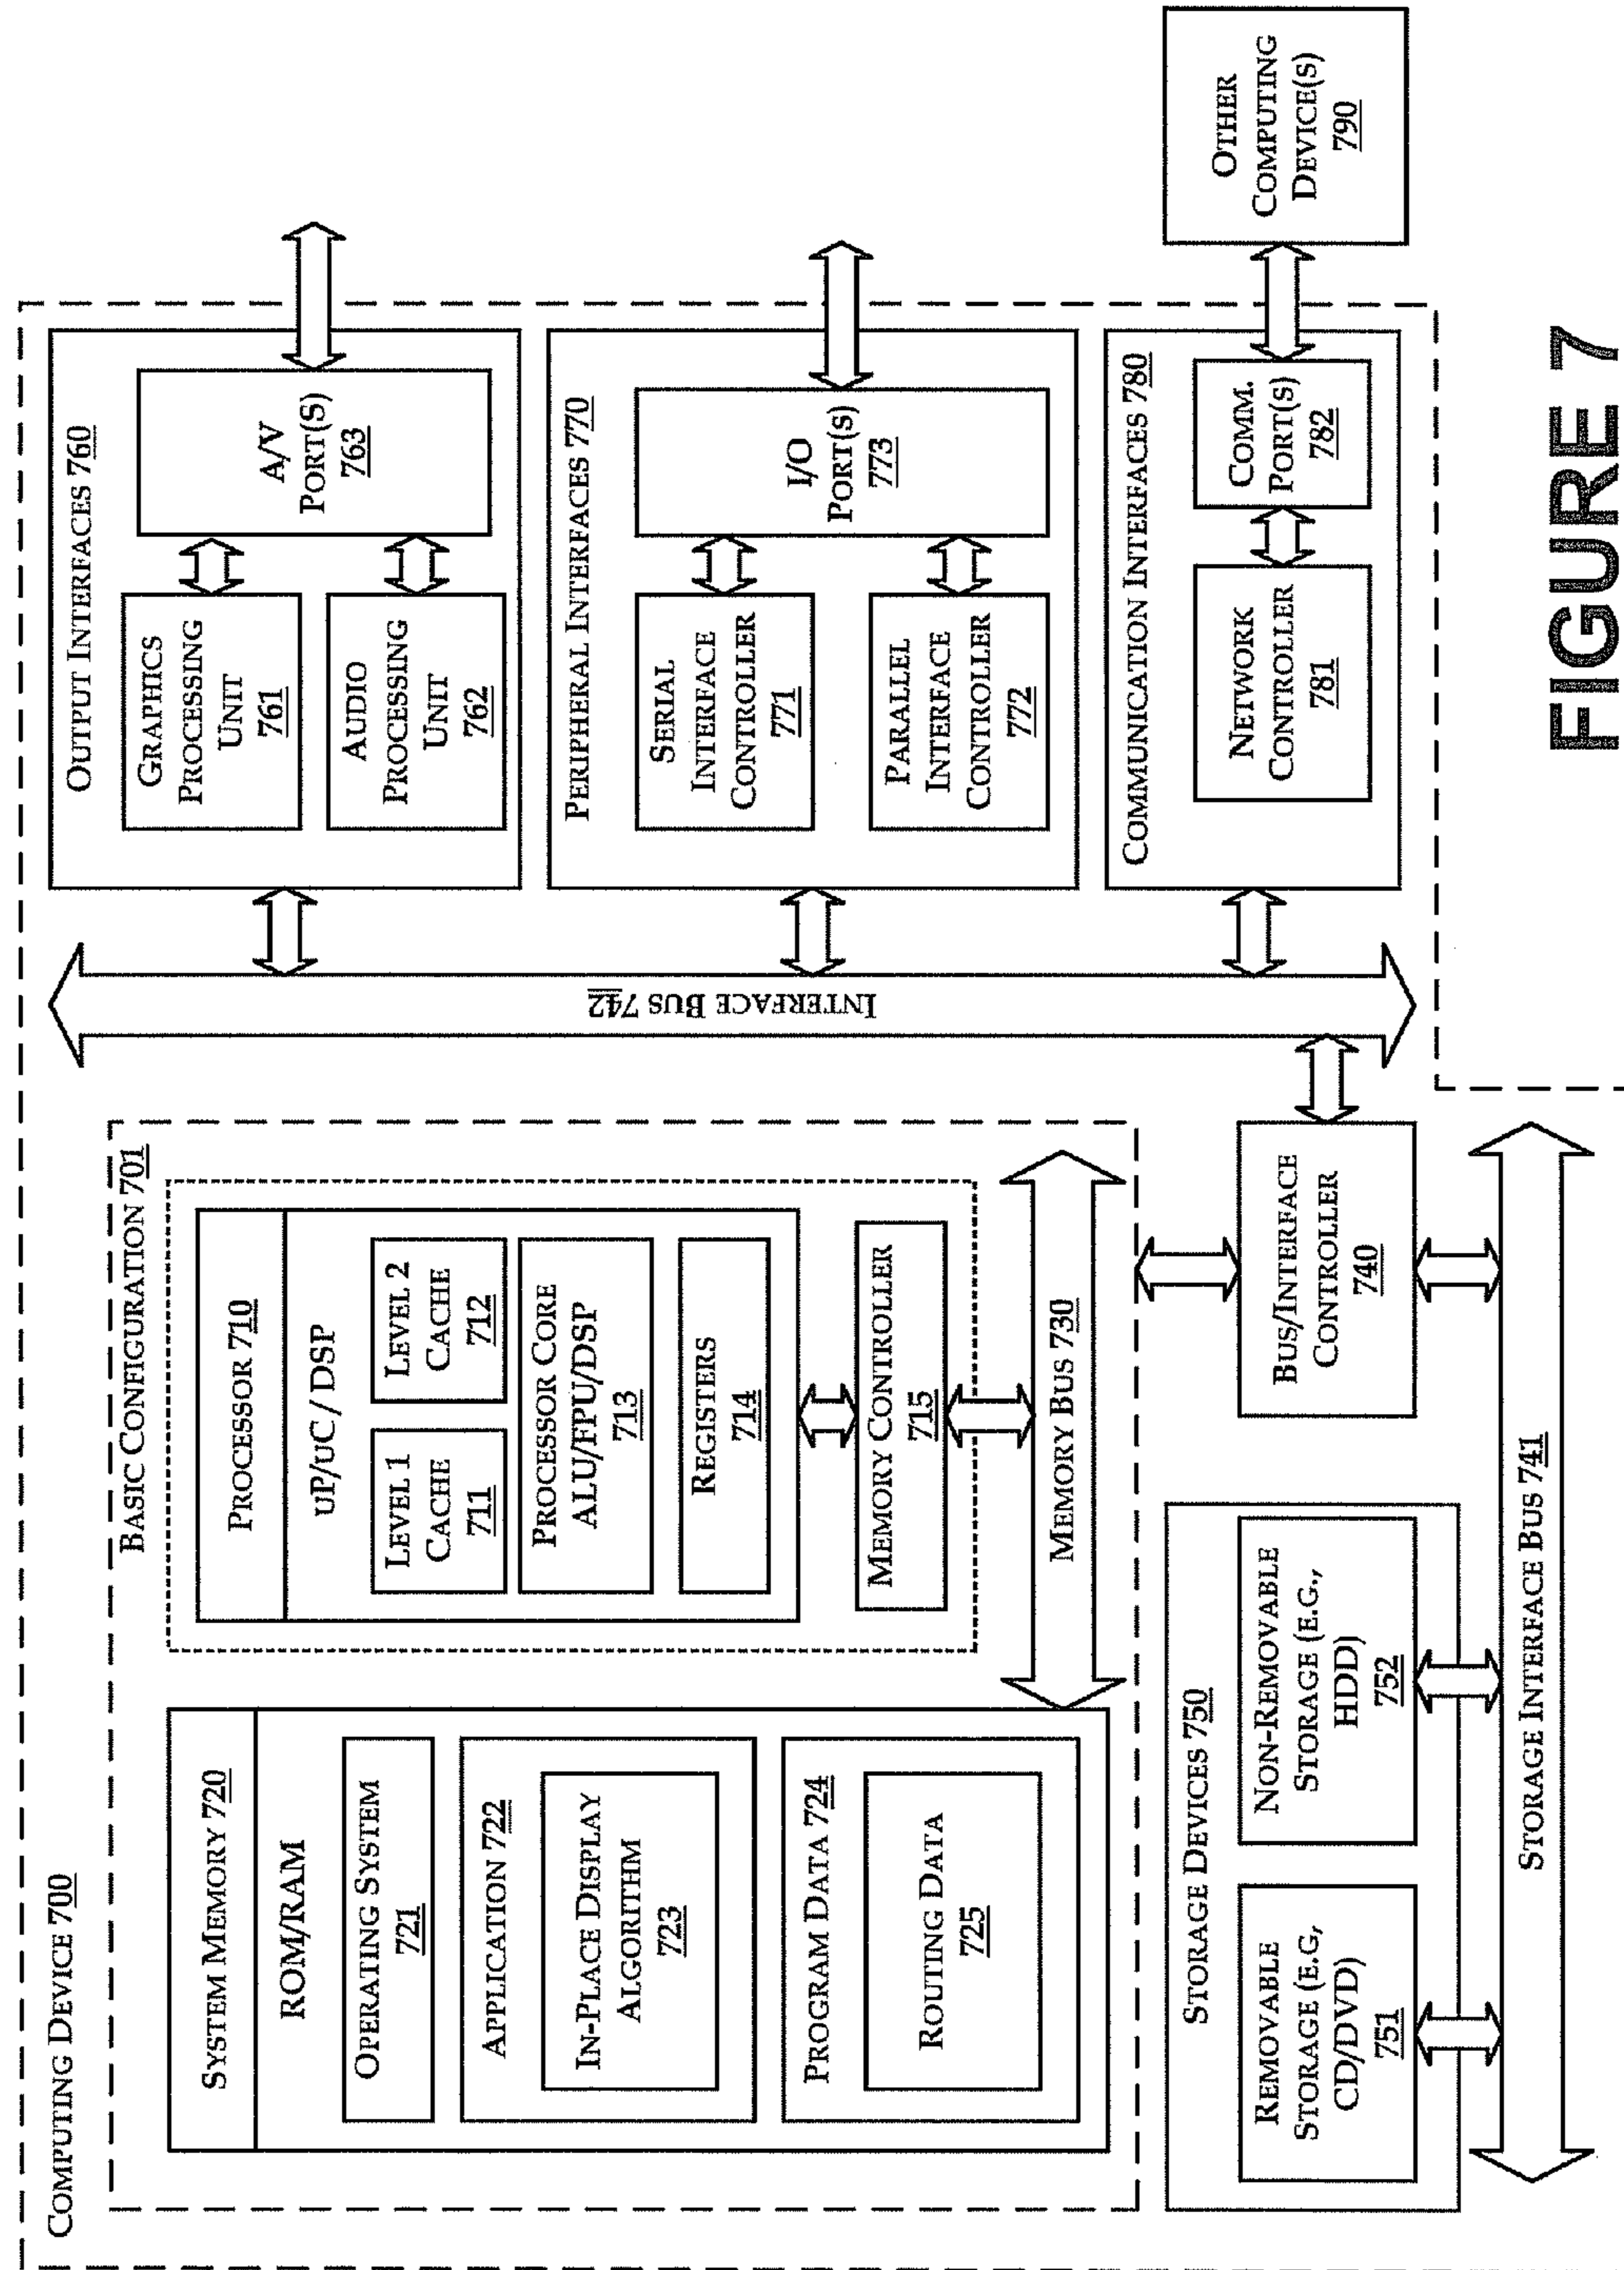 COMPUTING DEVICE 700
BASIC CONFIGURATION 701
SYSTEM MEMORY 720
ROM/RAM
OPERATING SYSTEM
721
APPLICATION 722
IN-PLACE DISPLAY
ALGORITHM
723
PROGRAM DATA 724
ROUTING DATA
725
PROCESSOR 710
uP/uC / DSP
LEVEL 1
CACHE
711
LEVEL 2
CACHE
712
PROCESSOR CORE
ALU/FPU/DSP
713
REGISTERS
714
MEMORY CONTROLLER
715
MEMORY BUS 730
STORAGE DEVICES 750
REMOVABLE
STORAGE (E.G,
CD/DVD)
751
NON-REMOVABLE
STORAGE (E.G.,
HDD)
752
BUS/INTERFACE
CONTROLLER
740
STORAGE INTERFACE BUS 741
INTERFACE BUS 742
OUTPUT INTERFACES 760
GRAPHICS
PROCESSING
UNIT
761
AUDIO
PROCESSING
UNIT
762
A/V
PORT(S)
763
PERIPHERAL INTERFACES 770
SERIAL
INTERFACE
CONTROLLER
771
PARALLEL
INTERFACE
CONTROLLER
772
I/O
PORT(S)
773
COMMUNICATION INTERFACES 780
NETWORK
CONTROLLER
781
COMM.
PORT(S)
782
OTHER
COMPUTING
DEVICE(S)
790
FIGURE 7